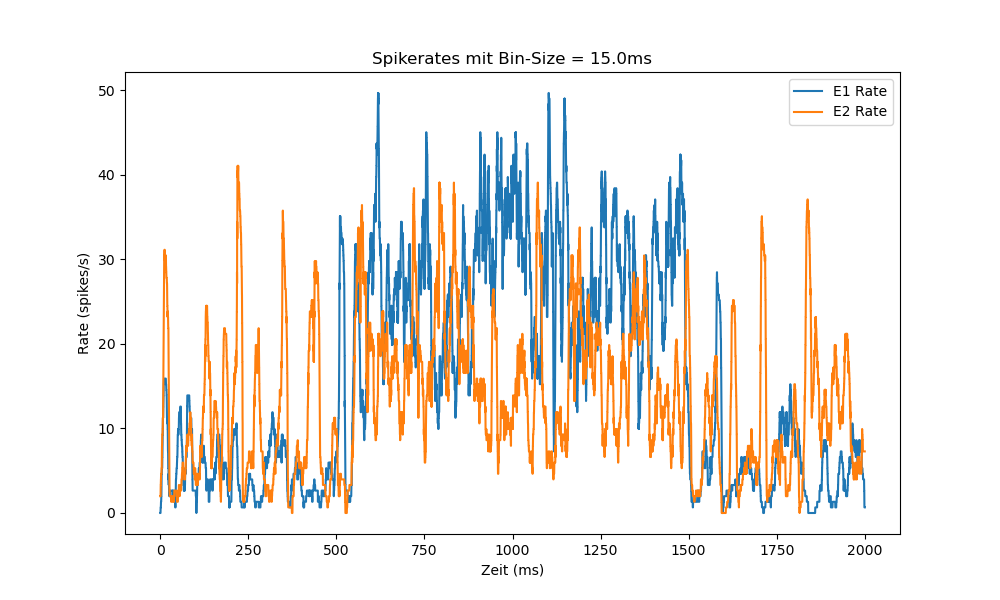 Spikerates mit Bin-Size = 15.0ms
E1 Rate
E2 Rate
50
40
30
20
10
0
Rate (spikes/s)
0 250 500 750 1000 1250 1500 1750 2000
Zeit (ms)